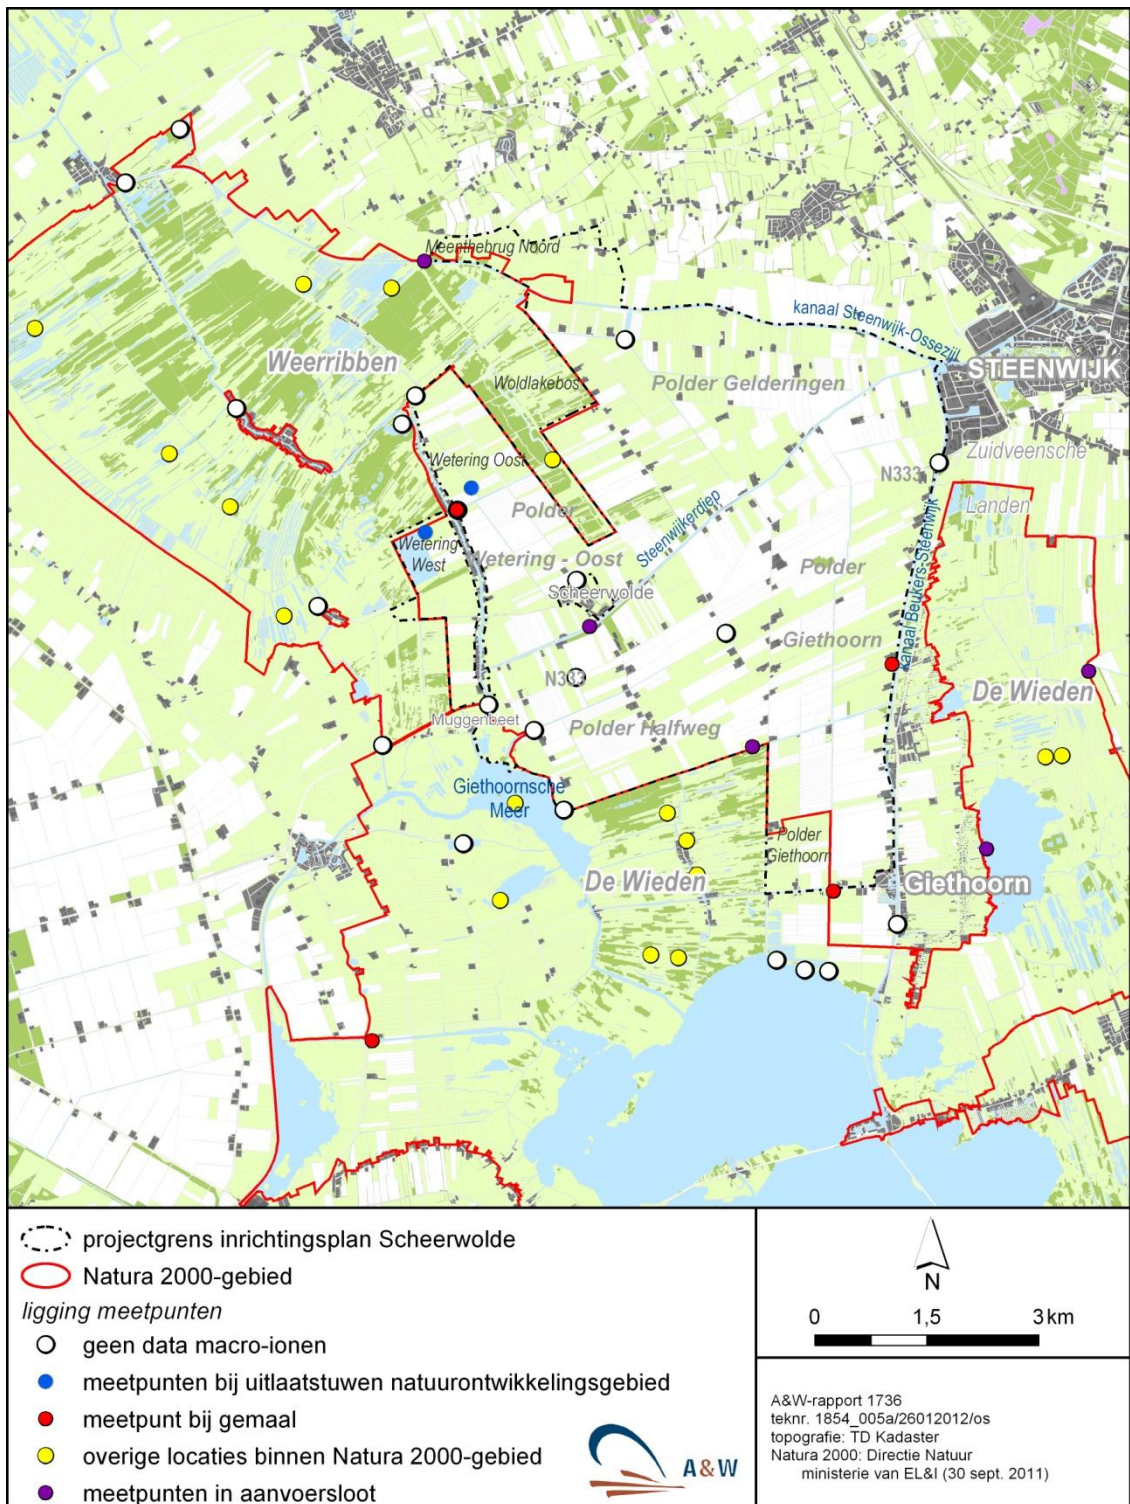 Meenthebrug Noord
kanaal Steenwijk-Ossezijl
Weerribben
Woldlakebos
Polder Gelderingen
STEENWIJK
Zuidveensche
Wetering Oost
N333
Landen
Polder
Steenwijkerdiep
Wetering
West
Wetering - Oost
Polder
Scheerwolde
kanaal Beukers-Steenwijk
Giethoorn
N333
De Wieden
Muggenbeet
Polder Halfweg
Giethoornsche
Meer
Polder
Giethoorn
De Wieden
Giethoorn
projectgrens inrichtingsplan Scheerwolde
Natura 2000-gebied
ligging meetpunten
geen data macro-ionen
meetpunten bij uitlaatstuwen natuurontwikkelingsgebied
meetpunt bij gemaal
overige locaties binnen Natura 2000-gebied
meetpunten in aanvoersloot
A&W
N
0 1,5 3 km
A&W-rapport 1736
teknr. 1854_005a/26012012/os
topografie: TD Kadaster
Natura 2000: Directie Natuur
ministerie van EL&I (30 sept. 2011)